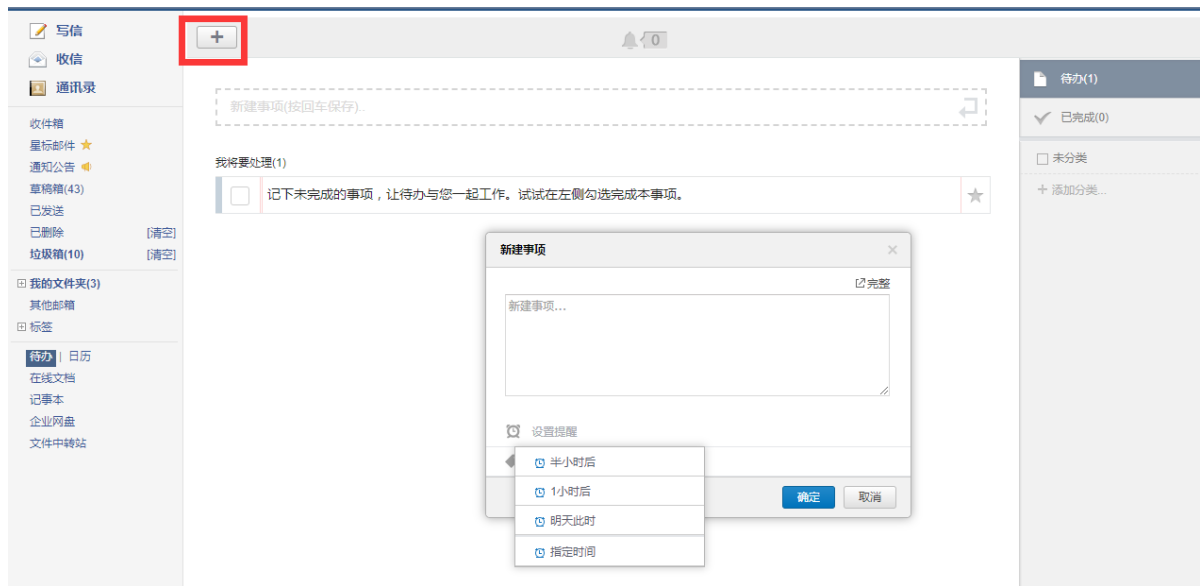 写信
收信
通讯录
收件箱
星标邮件
通知公告
草稿箱(43)
已发送
已删除 [清空]
垃圾箱(10) [清空]
我的文件夹(3)
其他邮箱
标签
待办 | 日历
在线文档
记事本
企业网盘
文件中转站
+
0
新建事项(按回车保存)..
我将要处理(1)
记下未完成的事项，让待办与您一起工作。试试在左侧勾选完成本事项。
新建事项 ×
完整
新建事项...
设置提醒
半小时后
1小时后
明天此时
指定时间
确定 取消
待办(1)
已完成(0)
未分类
+ 添加分类...